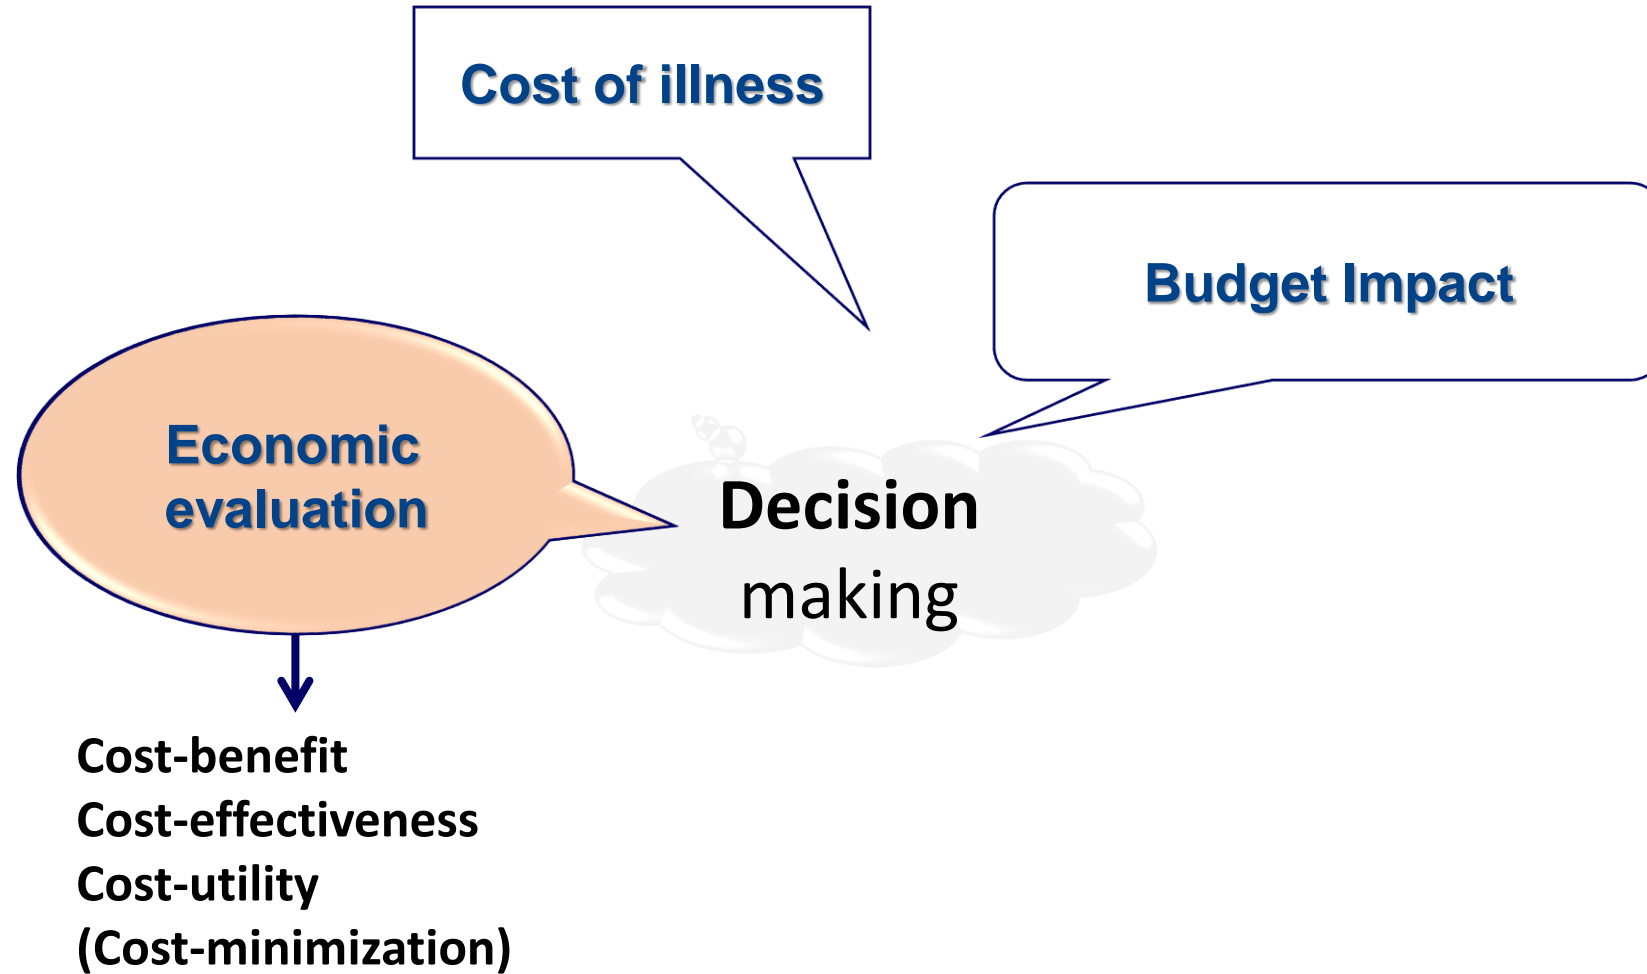 Cost of illness
Budget Impact
Economic
evaluation
Decision
making
Cost-benefit
Cost-effectiveness
Cost-utility
(Cost-minimization)